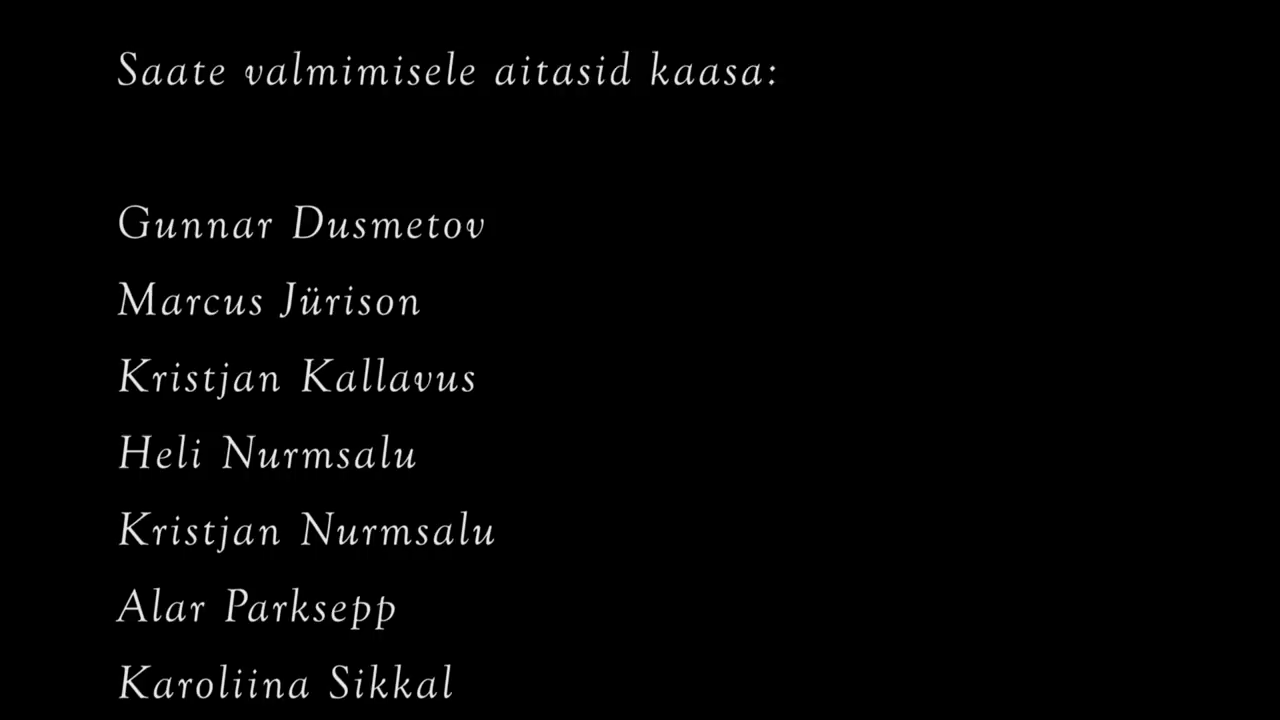 Saate valmimisele aitasid kaasa:
Gunnar Dusmetov
Marcus Jürison
Kristjan Kallavus
Heli Nurmsalu
Kristjan Nurmsalu
Alar Parksepp
Karoliina Sikkal